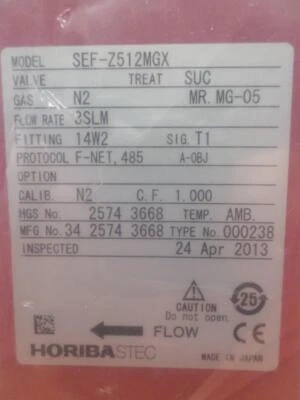 MODEL SEF-Z512MGX
VALVE TREAT SUC
GAS N2 MR. MG-05
FLOW RATE 3SLM
FITTING 14W2 SIG. T1
PROTOCOL F-NET, 485 A-OBJ
OPTION
CALIB. N2 C.F. 1.000
HGS No. 2574 3668 TEMP. AMB.
MFG No. 34 2574 3668 TYPE No. 000238
INSPECTED 24 Apr 2013
CAUTION
Do not open.
25
FLOW
CE
HORIBASTEC
MADE IN JAPAN